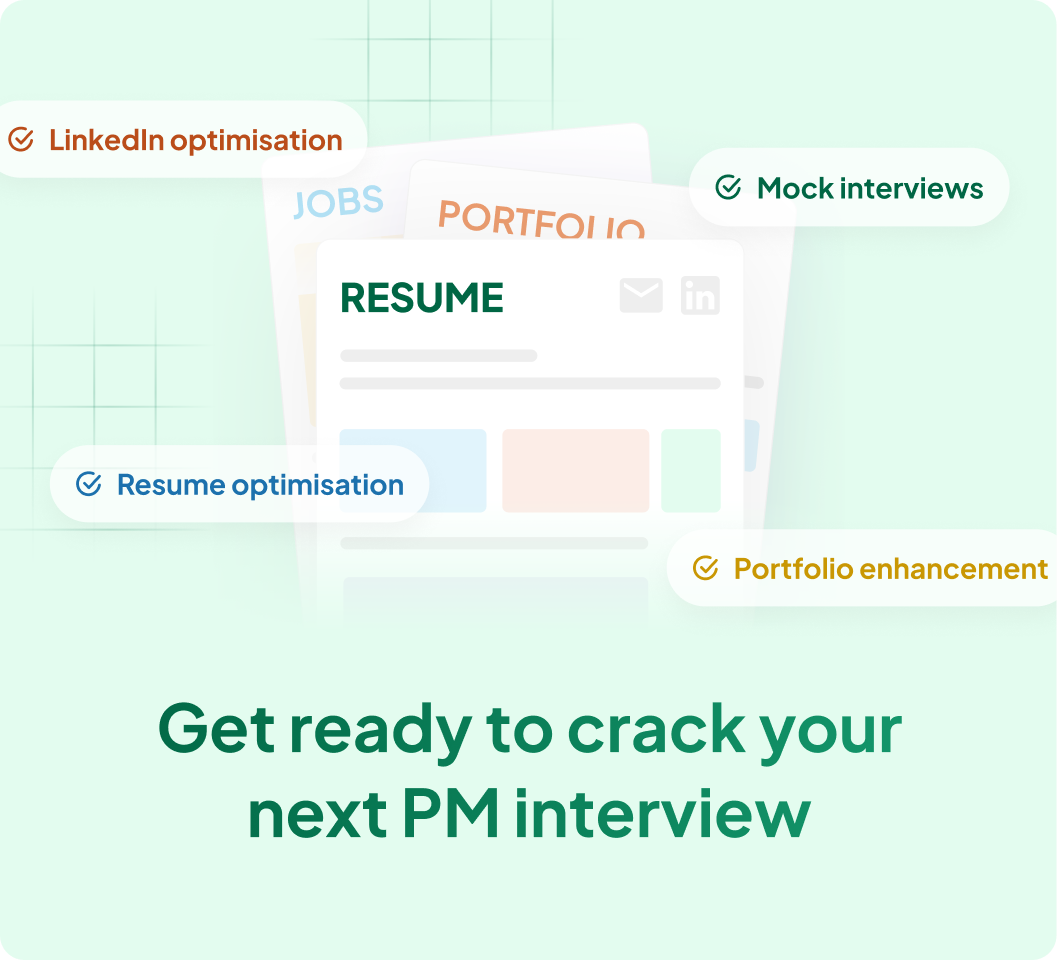 LinkedIn optimisation
Mock interviews
JOBS
PORTFOLIO
RESUME
in
Resume optimisation
Portfolio enhancement
Get ready to crack your
next PM interview